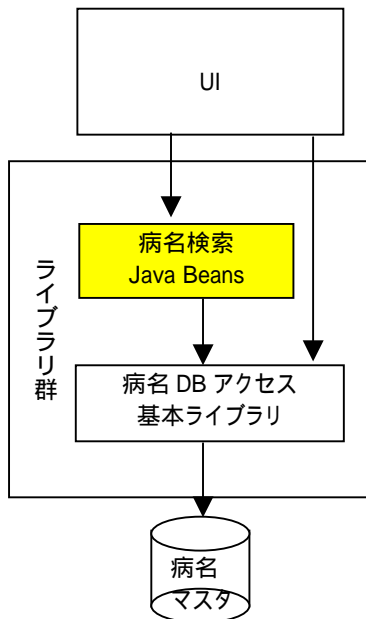 UI
病名検索
Java Beans
ライブラリ群
病名 DB アクセス
基本ライブラリ
病名
マスタ